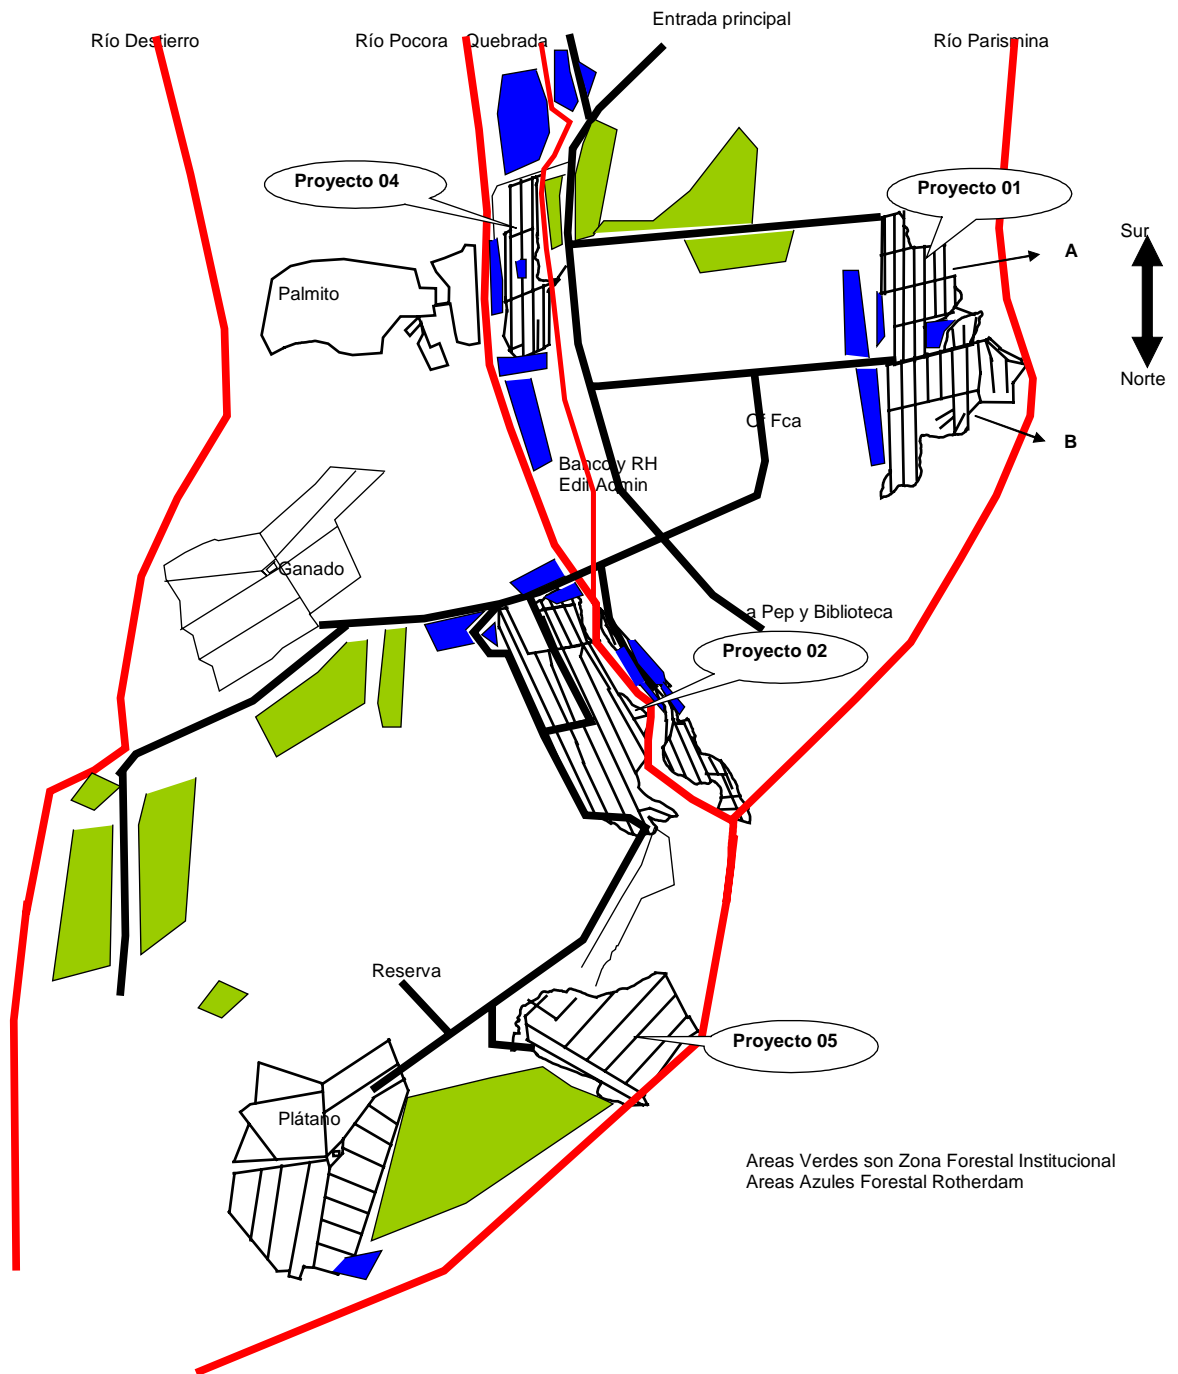 Entrada principal
Río Destierro
Río Pocora
Quebrada
Río Parismina
Proyecto 04
Proyecto 01
Sur
A
Palmito
Norte
Of Fca
B
Banco y RH
Edif Admin
Ganado
a Pep y Biblioteca
Proyecto 02
Reserva
Proyecto 05
Plátano
Areas Verdes son Zona Forestal Institucional
Areas Azules Forestal Rotherdam